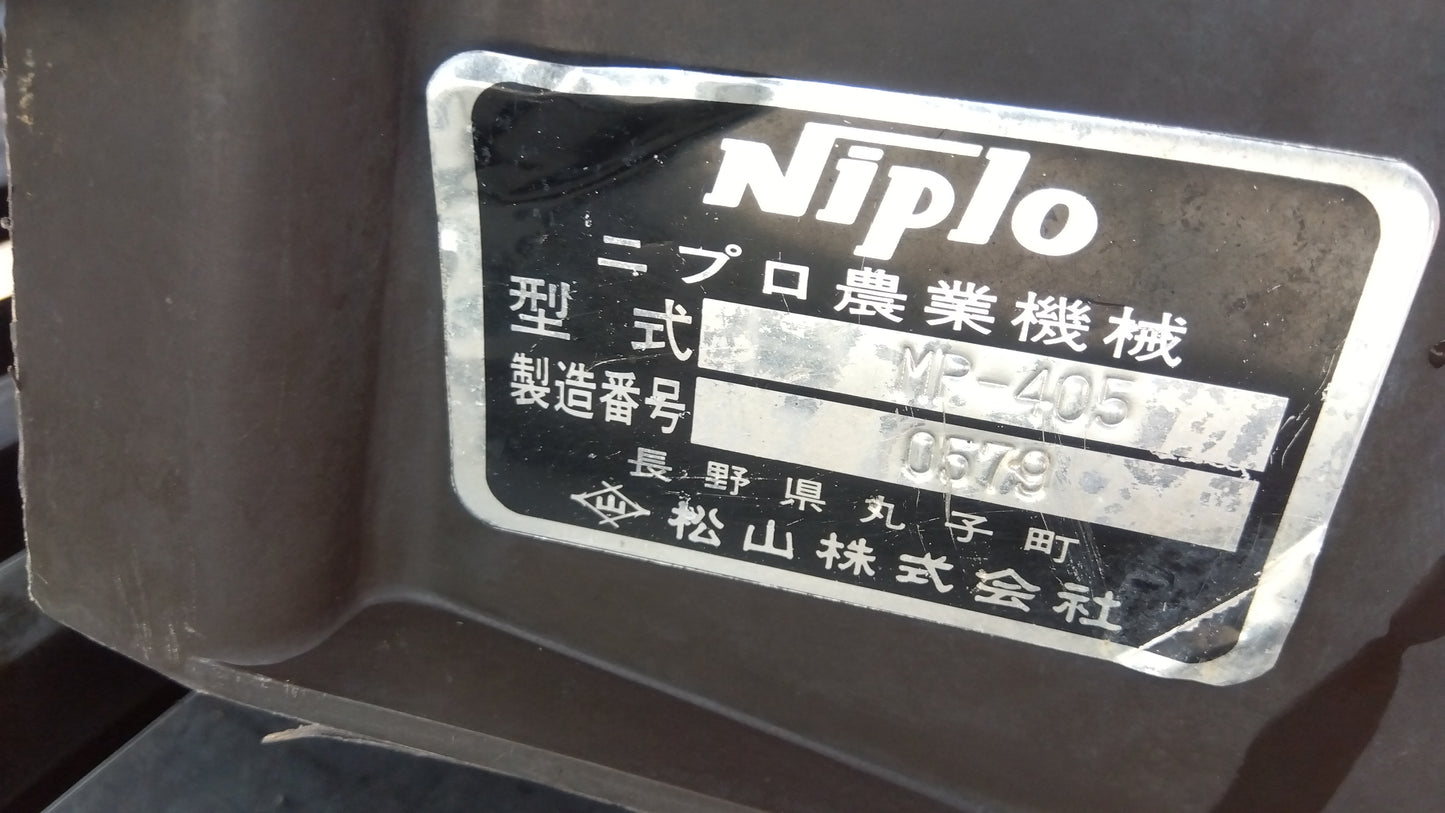 Niplo
ニプロ農業機械
型式 MP-405
製造番号 0579
長野県丸子町
松山株式会社